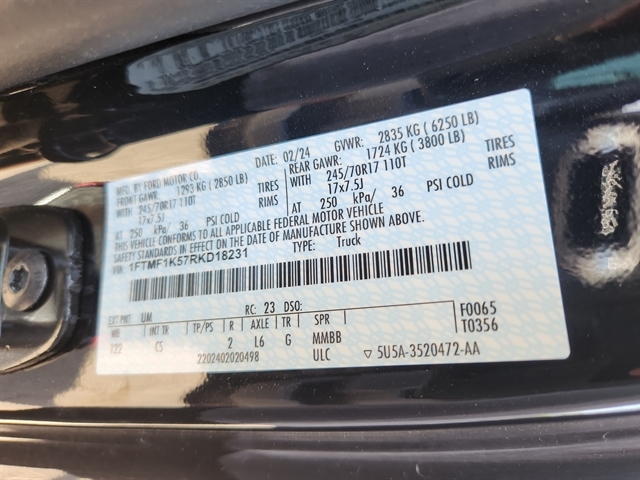 MFD. BY FORD MOTOR CO.
DATE: 02/24 GVWR: 2835 KG ( 6250 LB)
FRONT GAWR: 1293 KG ( 2850 LB)
REAR GAWR: 1724 KG ( 3800 LB)
WITH 245/70R17 110T TIRES
17x7.5J RIMS
WITH 245/70R17 110T TIRES
17x7.5J RIMS
AT 250 kPa/ 36 PSI COLD
AT 250 kPa/ 36 PSI COLD
THIS VEHICLE CONFORMS TO ALL APPLICABLE FEDERAL MOTOR VEHICLE
SAFETY STANDARDS IN EFFECT ON THE DATE OF MANUFACTURE SHOWN ABOVE.
VIN: 1FTMF1K57RKD18231
TYPE: Truck
EXT PNT: UM RC: 23 DSO:
WB INT TR TP/PS R AXLE TR SPR
122 CS 2 L6 G MMBB
2202402020498 ULC
F0065
T0356
▽ 5U5A-3520472-AA